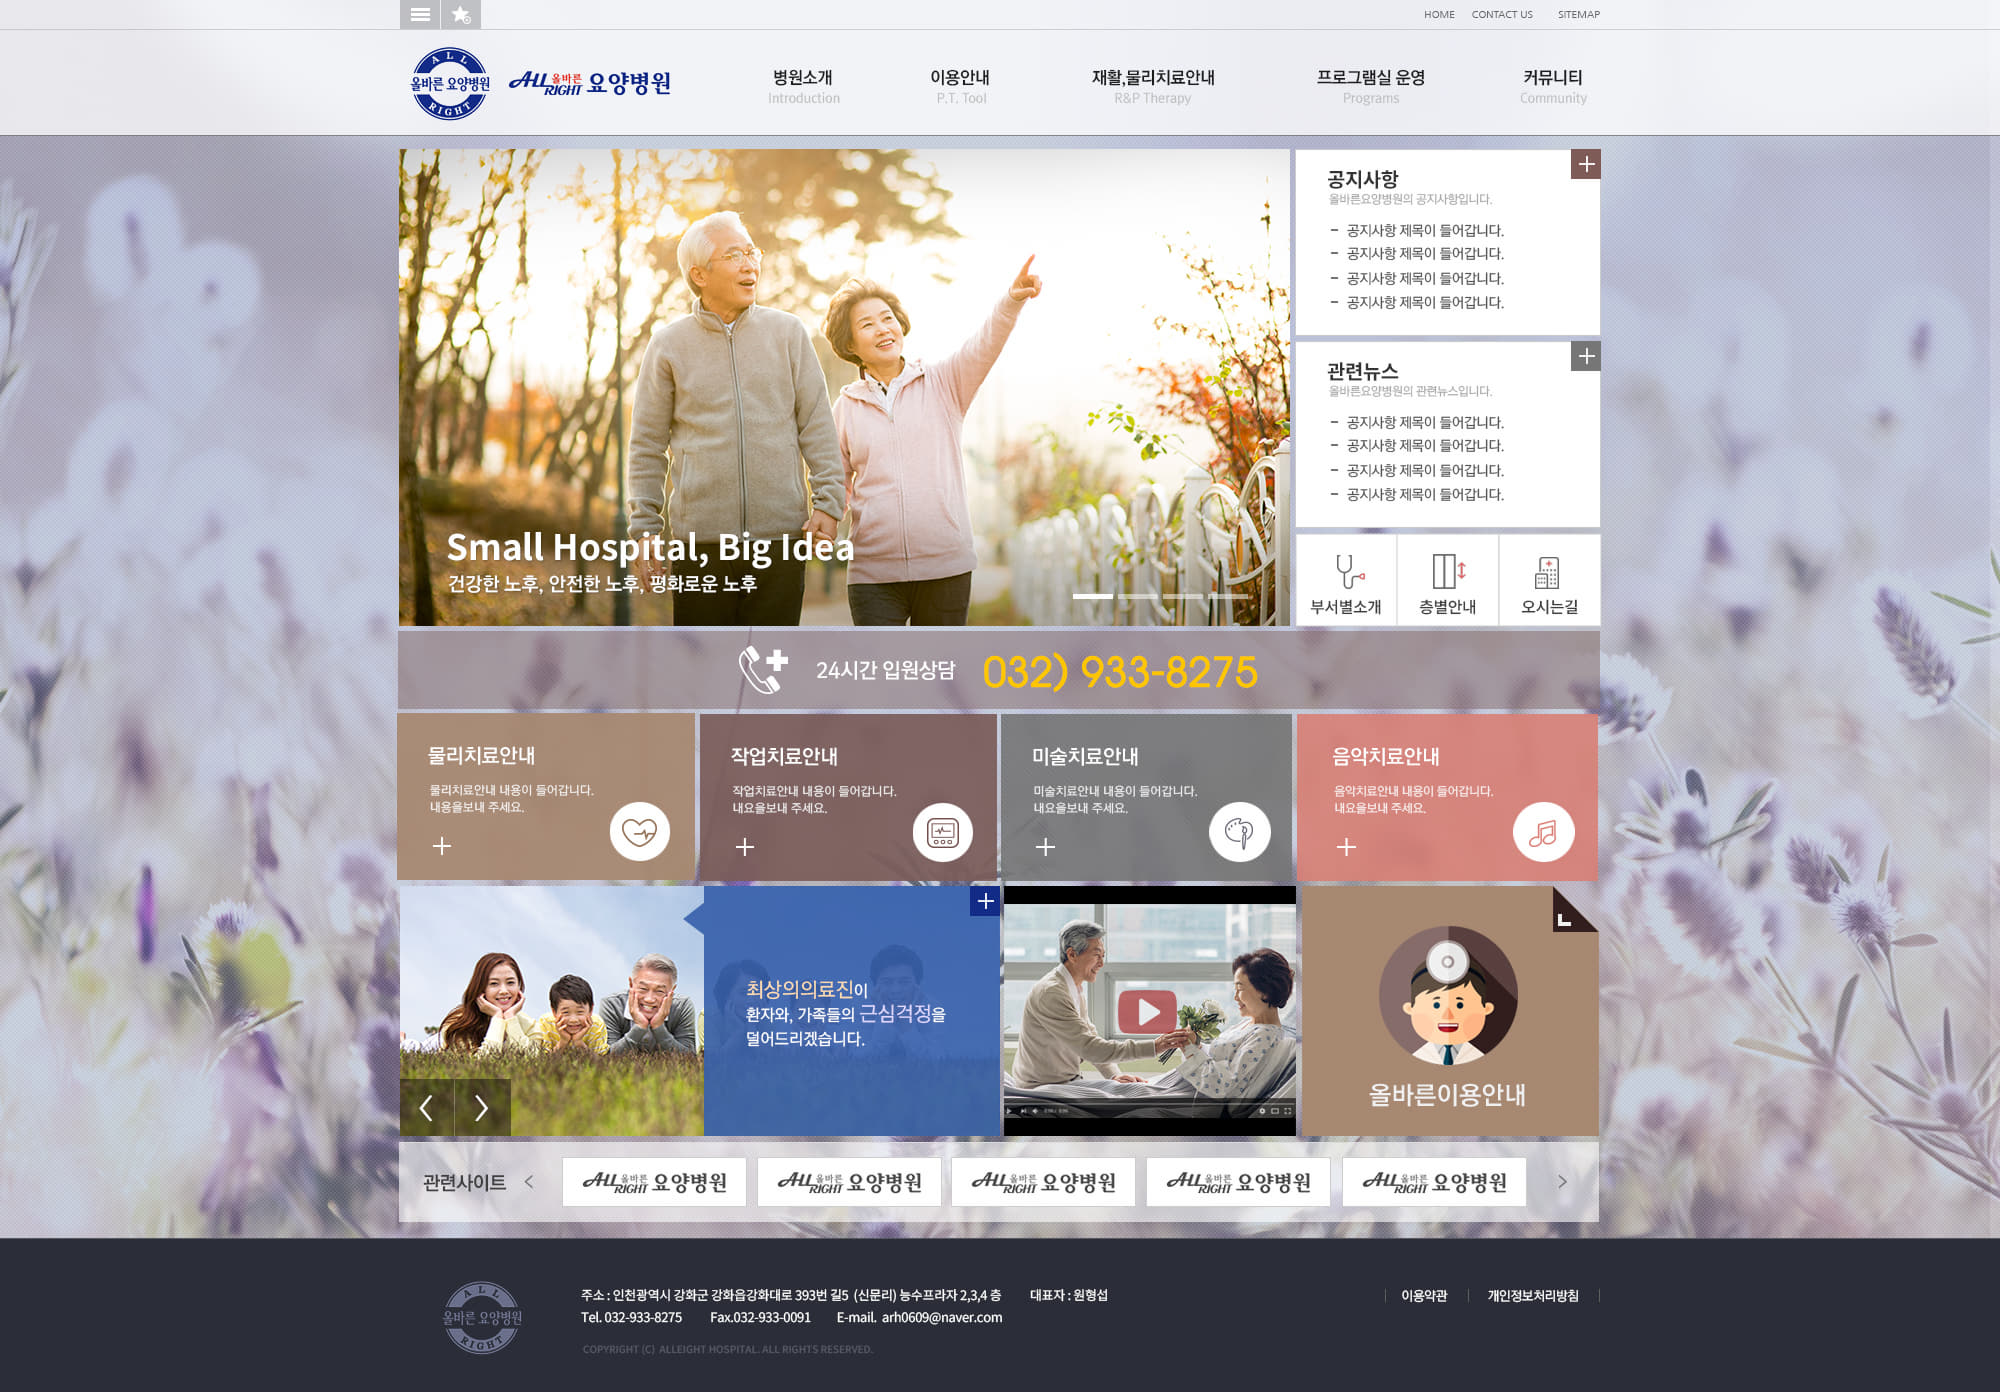 HOME CONTACT US SITEMAP
ALL
올바른 요양병원
RIGHT
ALL 올바른
RIGHT 요양병원
병원소개
Introduction
이용안내
P.T. Tool
재활,물리치료안내
R&P Therapy
프로그램실 운영
Programs
커뮤니티
Community
Small Hospital, Big Idea
건강한 노후, 안전한 노후, 평화로운 노후
공지사항
올바른요양병원의 공지사항입니다.
- 공지사항 제목이 들어갑니다.
- 공지사항 제목이 들어갑니다.
- 공지사항 제목이 들어갑니다.
- 공지사항 제목이 들어갑니다.
관련뉴스
올바른요양병원의 관련뉴스입니다.
- 공지사항 제목이 들어갑니다.
- 공지사항 제목이 들어갑니다.
- 공지사항 제목이 들어갑니다.
- 공지사항 제목이 들어갑니다.
부서별소개
층별안내
오시는길
24시간 입원상담 032) 933-8275
물리치료안내
물리치료안내 내용이 들어갑니다.
내용을보내 주세요.
작업치료안내
작업치료안내 내용이 들어갑니다.
내요을보내 주세요.
미술치료안내
미술치료안내 내용이 들어갑니다.
내요을보내 주세요.
음악치료안내
음악치료안내 내용이 들어갑니다.
내요을보내 주세요.
최상의의료진이
환자와, 가족들의 근심걱정을
덜어드리겠습니다.
올바른이용안내
관련사이트
ALL 올바른
RIGHT 요양병원
ALL 올바른
RIGHT 요양병원
ALL 올바른
RIGHT 요양병원
ALL 올바른
RIGHT 요양병원
ALL 올바른
RIGHT 요양병원
ALL
올바른 요양병원
RIGHT
주소 : 인천광역시 강화군 강화읍강화대로 393번 길5 (신문리) 능수프라자 2,3,4 층 대표자 : 원형섭
Tel. 032-933-8275 Fax.032-933-0091 E-mail. arh0609@naver.com
COPYRIGHT (C) ALLEIGHT HOSPITAL. ALL RIGHTS RESERVED.
이용약관
개인정보처리방침